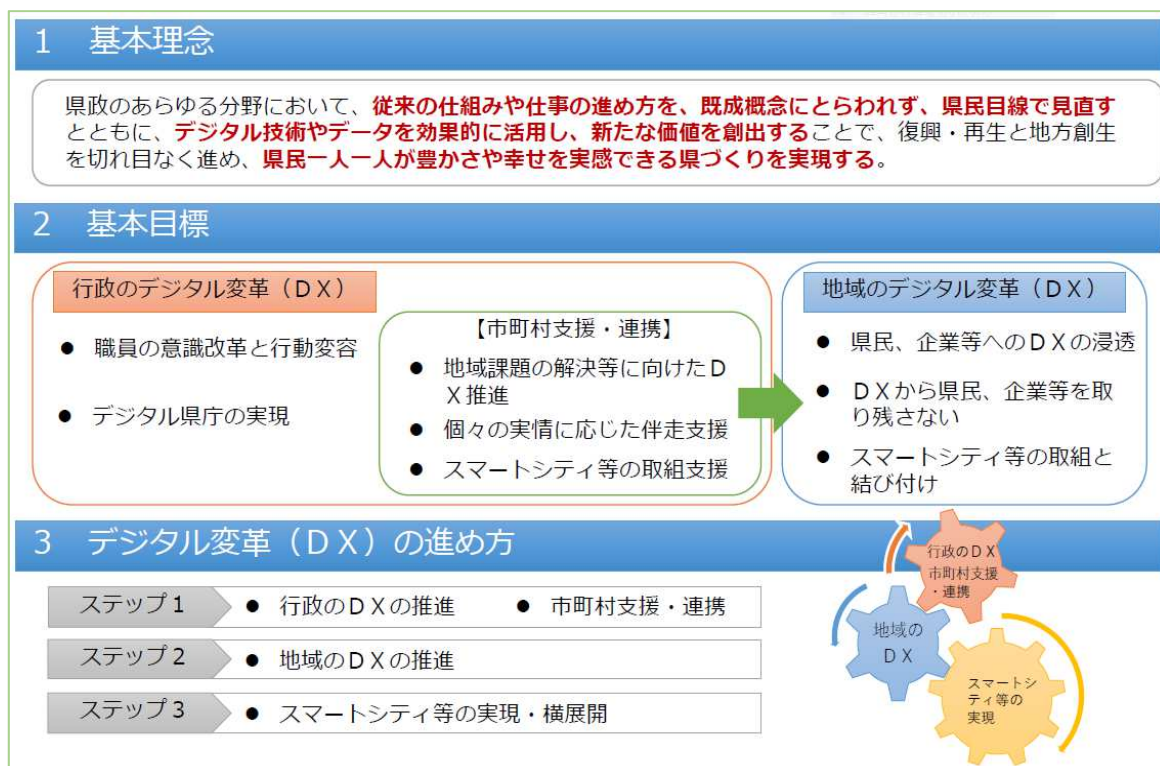 1 基本理念
県政のあらゆる分野において、従来の仕組みや仕事の進め方を、既成概念にとらわれず、県民目線で見直す
とともに、デジタル技術やデータを効果的に活用し、新たな価値を創出することで、復興・再生と地方創生
を切れ目なく進め、県民一人一人が豊かさや幸せを実感できる県づくりを実現する。
2 基本目標
行政のデジタル変革(DX)
● 職員の意識改革と行動変容
● デジタル県庁の実現
【市町村支援・連携】
● 地域課題の解決等に向けたD
X推進
● 個々の実情に応じた伴走支援
● スマートシティ等の取組支援
地域のデジタル変革(DX)
● 県民、企業等へのDXの浸透
● DXから県民、企業等を取
り残さない
● スマートシティ等の取組と
結び付け
3 デジタル変革(DX)の進め方
ステップ1 ● 行政のDXの推進 ● 市町村支援・連携
ステップ2 ● 地域のDXの推進
ステップ3 ● スマートシティ等の実現・横展開
行政のDX
市町村支援
・連携
地域の
DX
スマートシ
ティ等の
実現